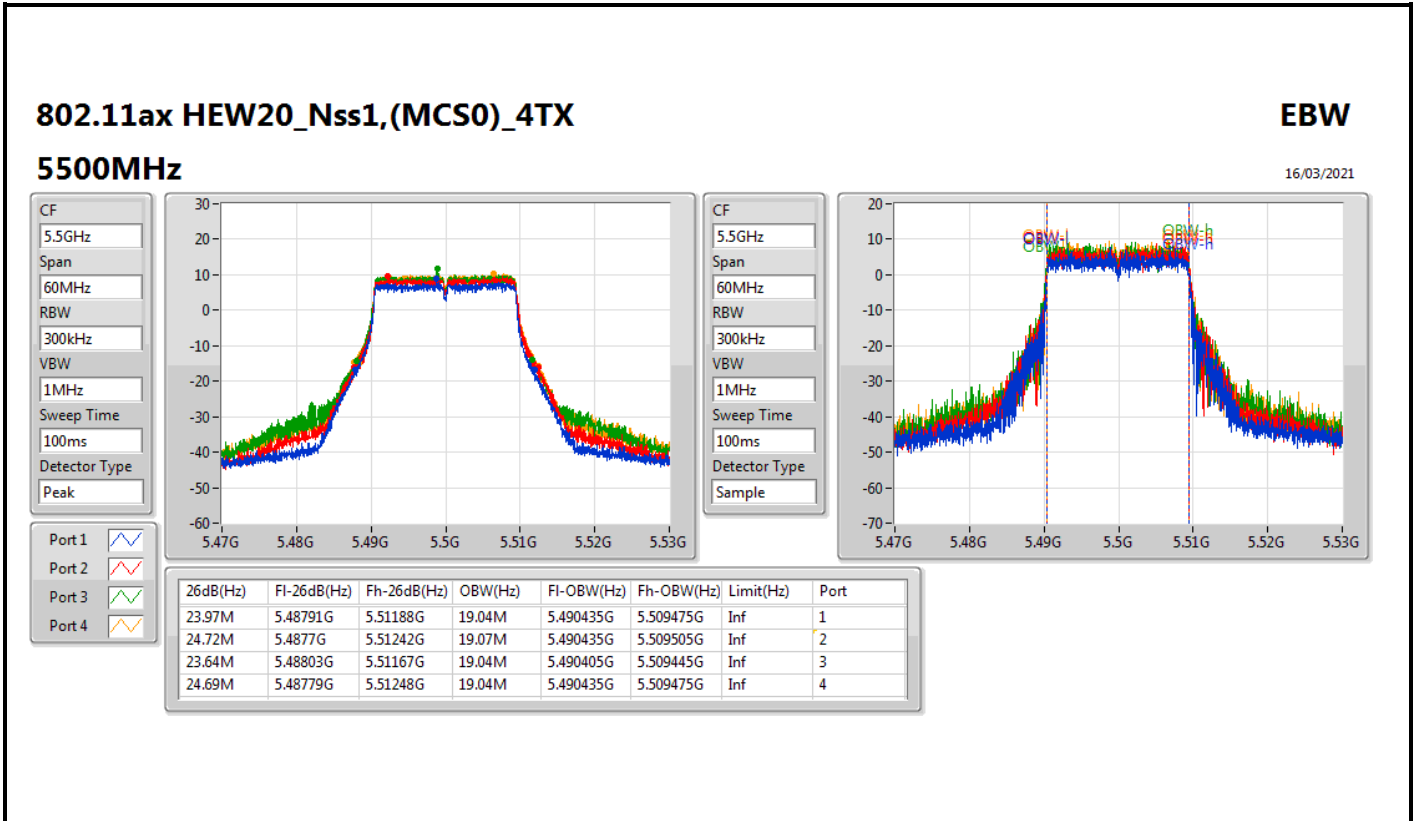 802.11ax HEW20_Nss1,(MCS0)_4TX
EBW
5500MHz
16/03/2021
CF
5.5GHz
Span
60MHz
RBW
300kHz
VBW
1MHz
Sweep Time
100ms
Detector Type
Peak
30
20
10
0
-10
-20
-30
-40
-50
-60
5.47G 5.48G 5.49G 5.5G 5.51G 5.52G 5.53G
CF
5.5GHz
Span
60MHz
RBW
300kHz
VBW
1MHz
Sweep Time
100ms
Detector Type
Sample
20
10
0
-10
-20
-30
-40
-50
-60
-70
OBW-l
OBW-h
5.47G 5.48G 5.49G 5.5G 5.51G 5.52G 5.53G
Port 1
Port 2
Port 3
Port 4
26dB(Hz) Fl-26dB(Hz) Fh-26dB(Hz) OBW(Hz) Fl-OBW(Hz) Fh-OBW(Hz) Limit(Hz) Port
23.97M 5.48791G 5.51188G 19.04M 5.490435G 5.509475G Inf 1
24.72M 5.4877G 5.51242G 19.07M 5.490435G 5.509505G Inf 2
23.64M 5.48803G 5.51167G 19.04M 5.490405G 5.509445G Inf 3
24.69M 5.48779G 5.51248G 19.04M 5.490435G 5.509475G Inf 4